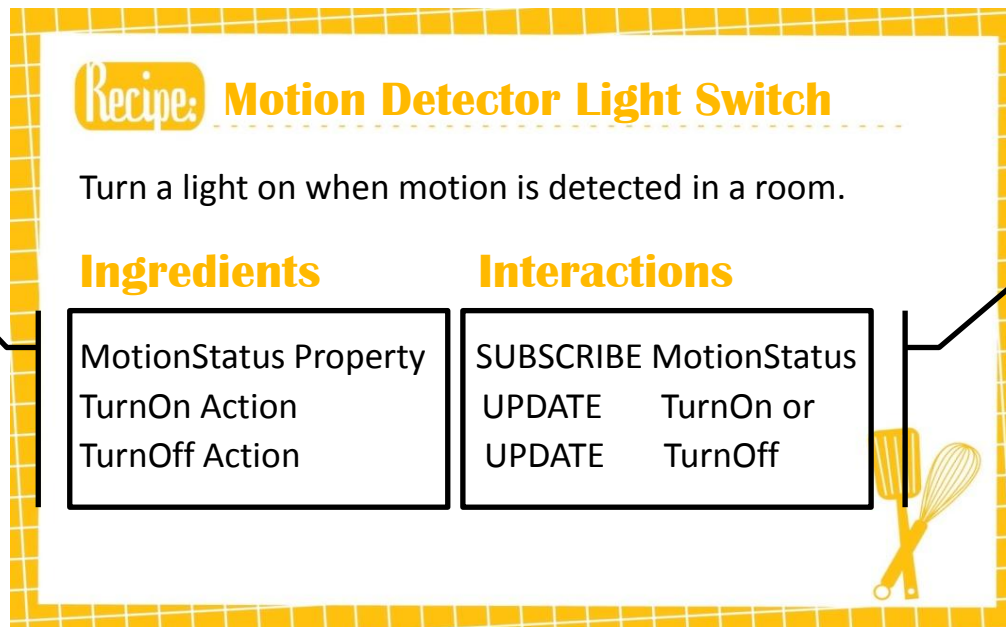 Recipe: Motion Detector Light Switch
Turn a light on when motion is detected in a room.
Ingredients
MotionStatus Property
TurnOn Action
TurnOff Action
Interactions
SUBSCRIBE MotionStatus
UPDATE TurnOn or
UPDATE TurnOff